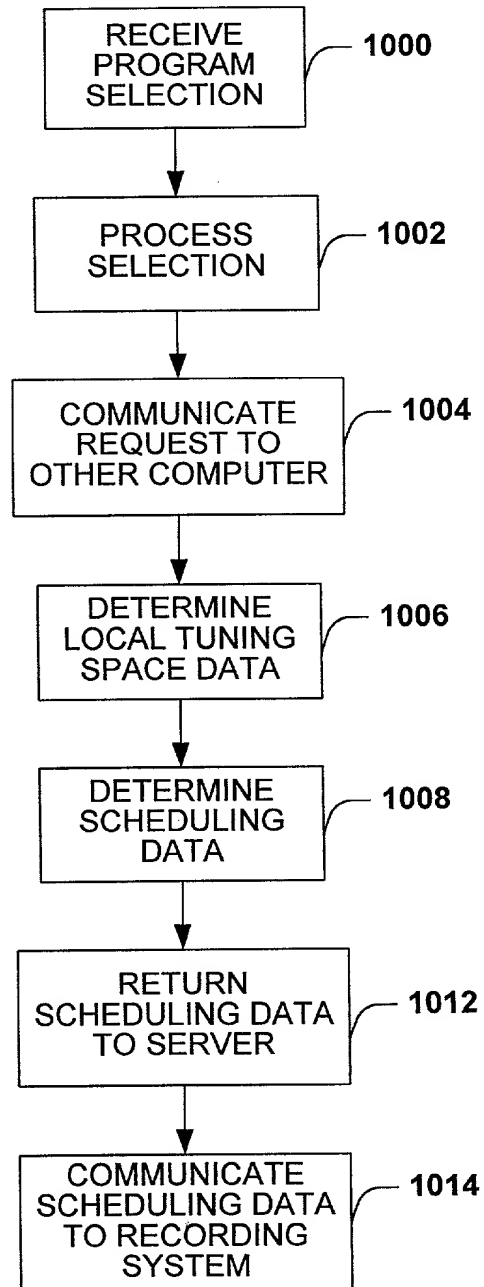 RECEIVE
PROGRAM
SELECTION
1000
PROCESS
SELECTION
1002
COMMUNICATE
REQUEST TO
OTHER COMPUTER
1004
DETERMINE
LOCAL TUNING
SPACE DATA
1006
DETERMINE
SCHEDULING
DATA
1008
RETURN
SCHEDULING DATA
TO SERVER
1012
COMMUNICATE
SCHEDULING DATA
TO RECORDING
SYSTEM
1014